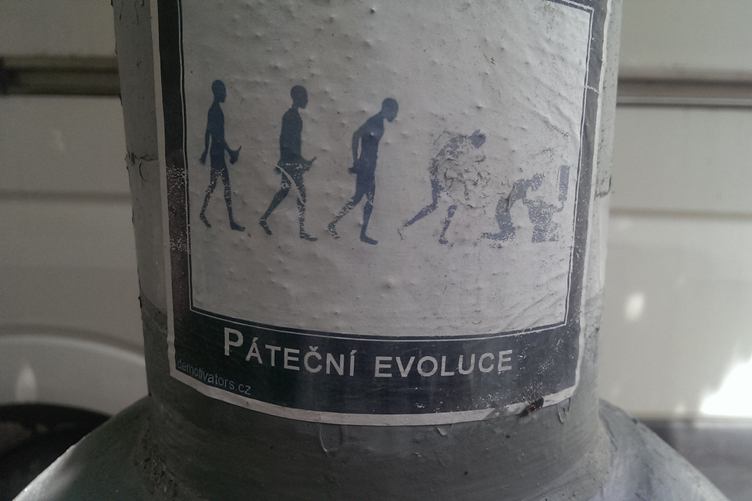 PÁTEČNÍ EVOLUCE
demotivators.cz